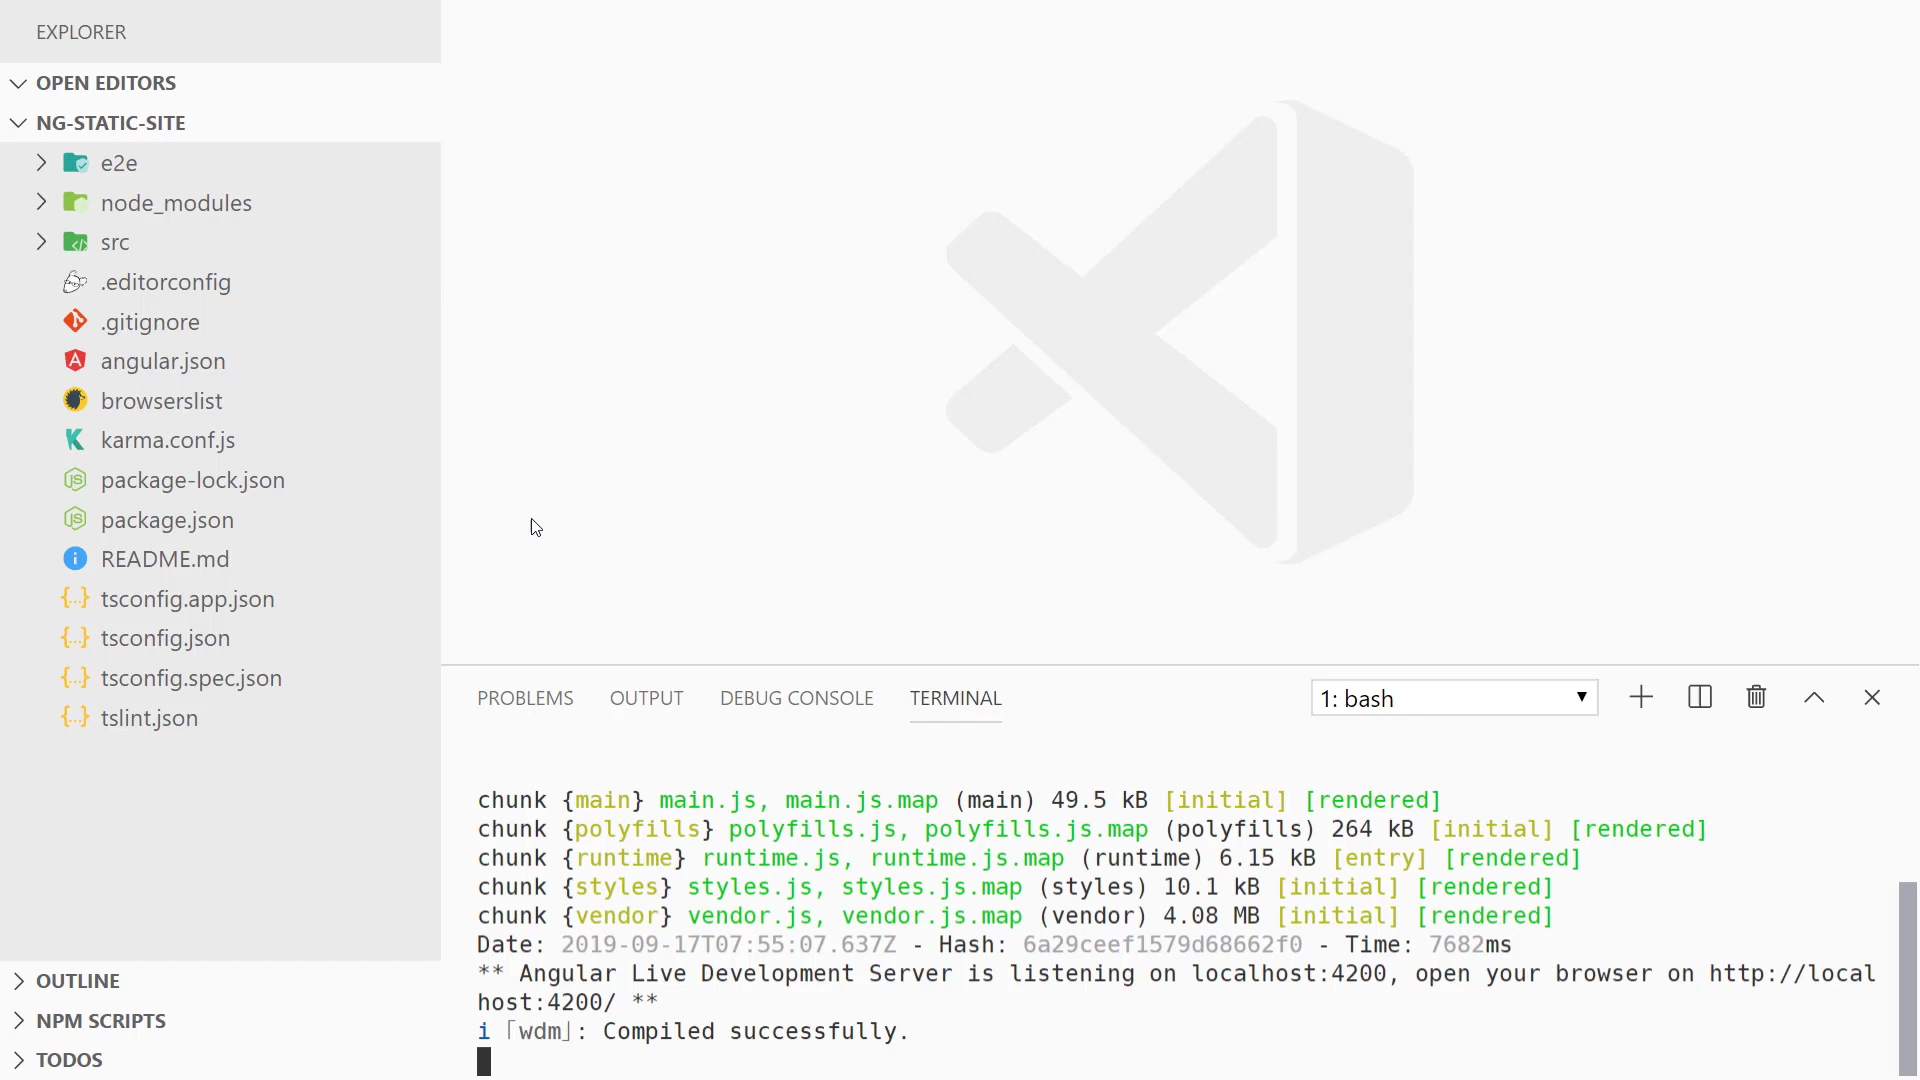 EXPLORER
OPEN EDITORS
NG-STATIC-SITE
e2e
node_modules
src
.editorconfig
.gitignore
angular.json
browserslist
karma.conf.js
package-lock.json
package.json
README.md
tsconfig.app.json
tsconfig.json
tsconfig.spec.json
tslint.json
OUTLINE
NPM SCRIPTS
TODOS
PROBLEMS OUTPUT DEBUG CONSOLE TERMINAL 1: bash
chunk {main} main.js, main.js.map (main) 49.5 kB [initial] [rendered]
chunk {polyfills} polyfills.js, polyfills.js.map (polyfills) 264 kB [initial] [rendered]
chunk {runtime} runtime.js, runtime.js.map (runtime) 6.15 kB [entry] [rendered]
chunk {styles} styles.js, styles.js.map (styles) 10.1 kB [initial] [rendered]
chunk {vendor} vendor.js, vendor.js.map (vendor) 4.08 MB [initial] [rendered]
Date: 2019-09-17T07:55:07.637Z - Hash: 6a29ceef1579d68662f0 - Time: 7682ms
** Angular Live Development Server is listening on localhost:4200, open your browser on http://local
host:4200/ **
i ｢wdm｣: Compiled successfully.